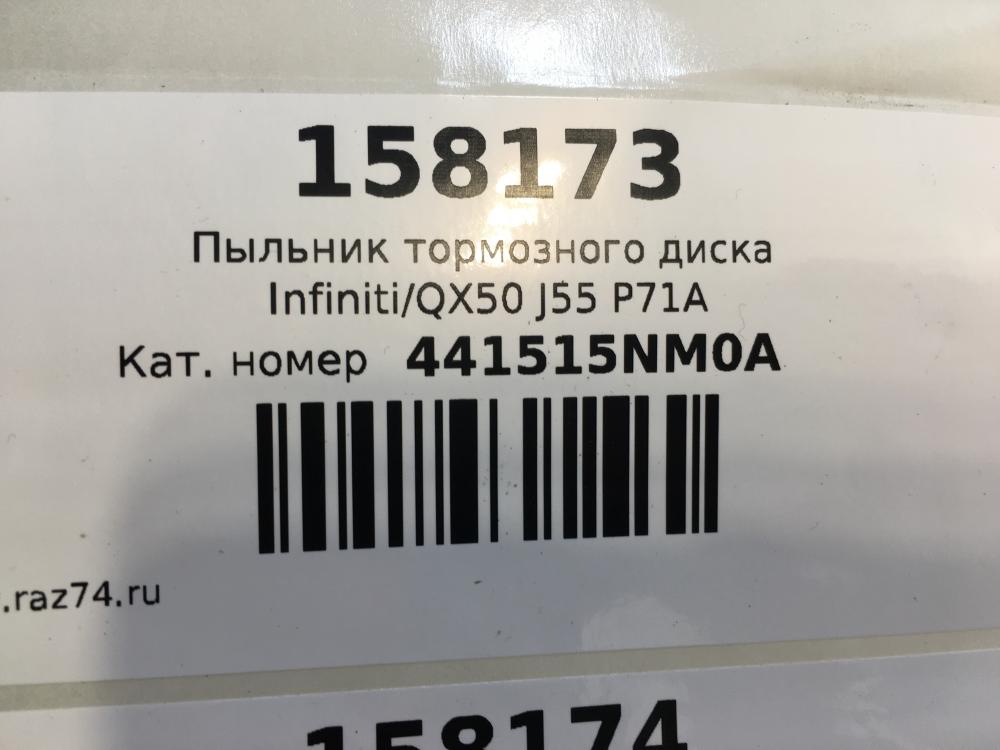 158173
Пыльник тормозного диска
Infiniti/QX50 J55 P71A
Кат. номер 441515NM0A
.raz74.ru
158174